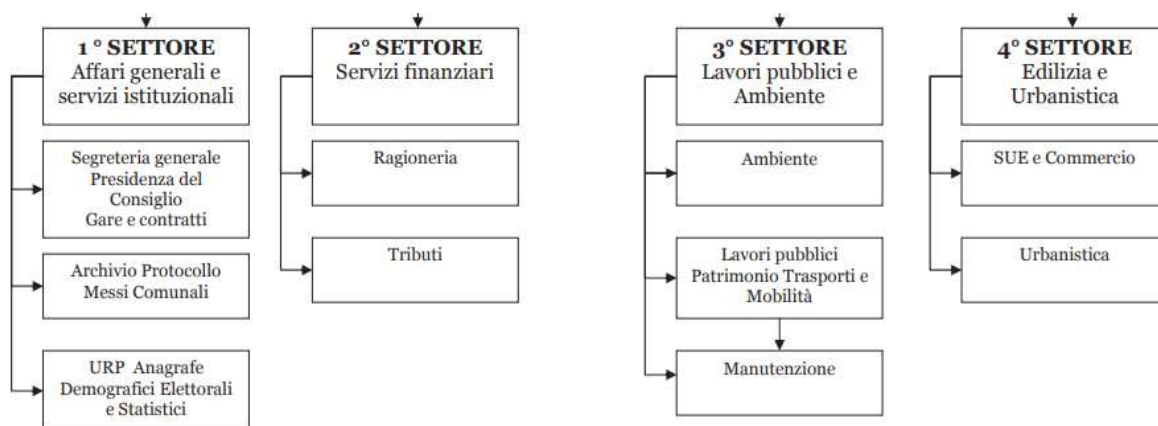 1 ° SETTORE
Affari generali e
servizi istituzionali
Segreteria generale
Presidenza del
Consiglio
Gare e contratti
Archivio Protocollo
Messi Comunali
URP Anagrafe
Demografici Elettorali
e Statistici
2° SETTORE
Servizi finanziari
Ragioneria
Tributi
3° SETTORE
Lavori pubblici e
Ambiente
Ambiente
Lavori pubblici
Patrimonio Trasporti e
Mobilità
Manutenzione
4° SETTORE
Edilizia e
Urbanistica
SUE e Commercio
Urbanistica